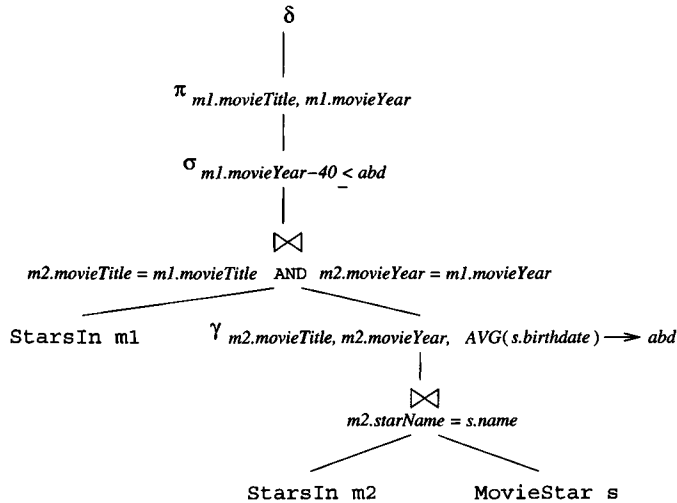 δ
π m1.movieTitle, m1.movieYear
σ m1.movieYear−40 ≤ abd
⋈
m2.movieTitle = m1.movieTitle AND m2.movieYear = m1.movieYear
StarsIn m1
γ m2.movieTitle, m2.movieYear, AVG(s.birthdate) → abd
⋈
m2.starName = s.name
StarsIn m2 MovieStar s